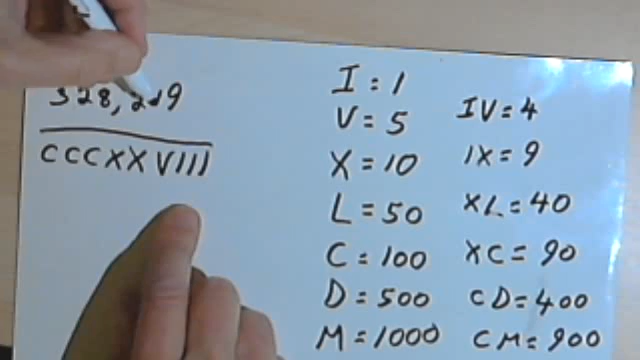 328,2
CCCXXVIII
I = 1
V = 5
X = 10
L = 50
C = 100
D = 500
M = 1000
IV = 4
IX = 9
XL = 40
XC = 90
CD = 400
CM = 900